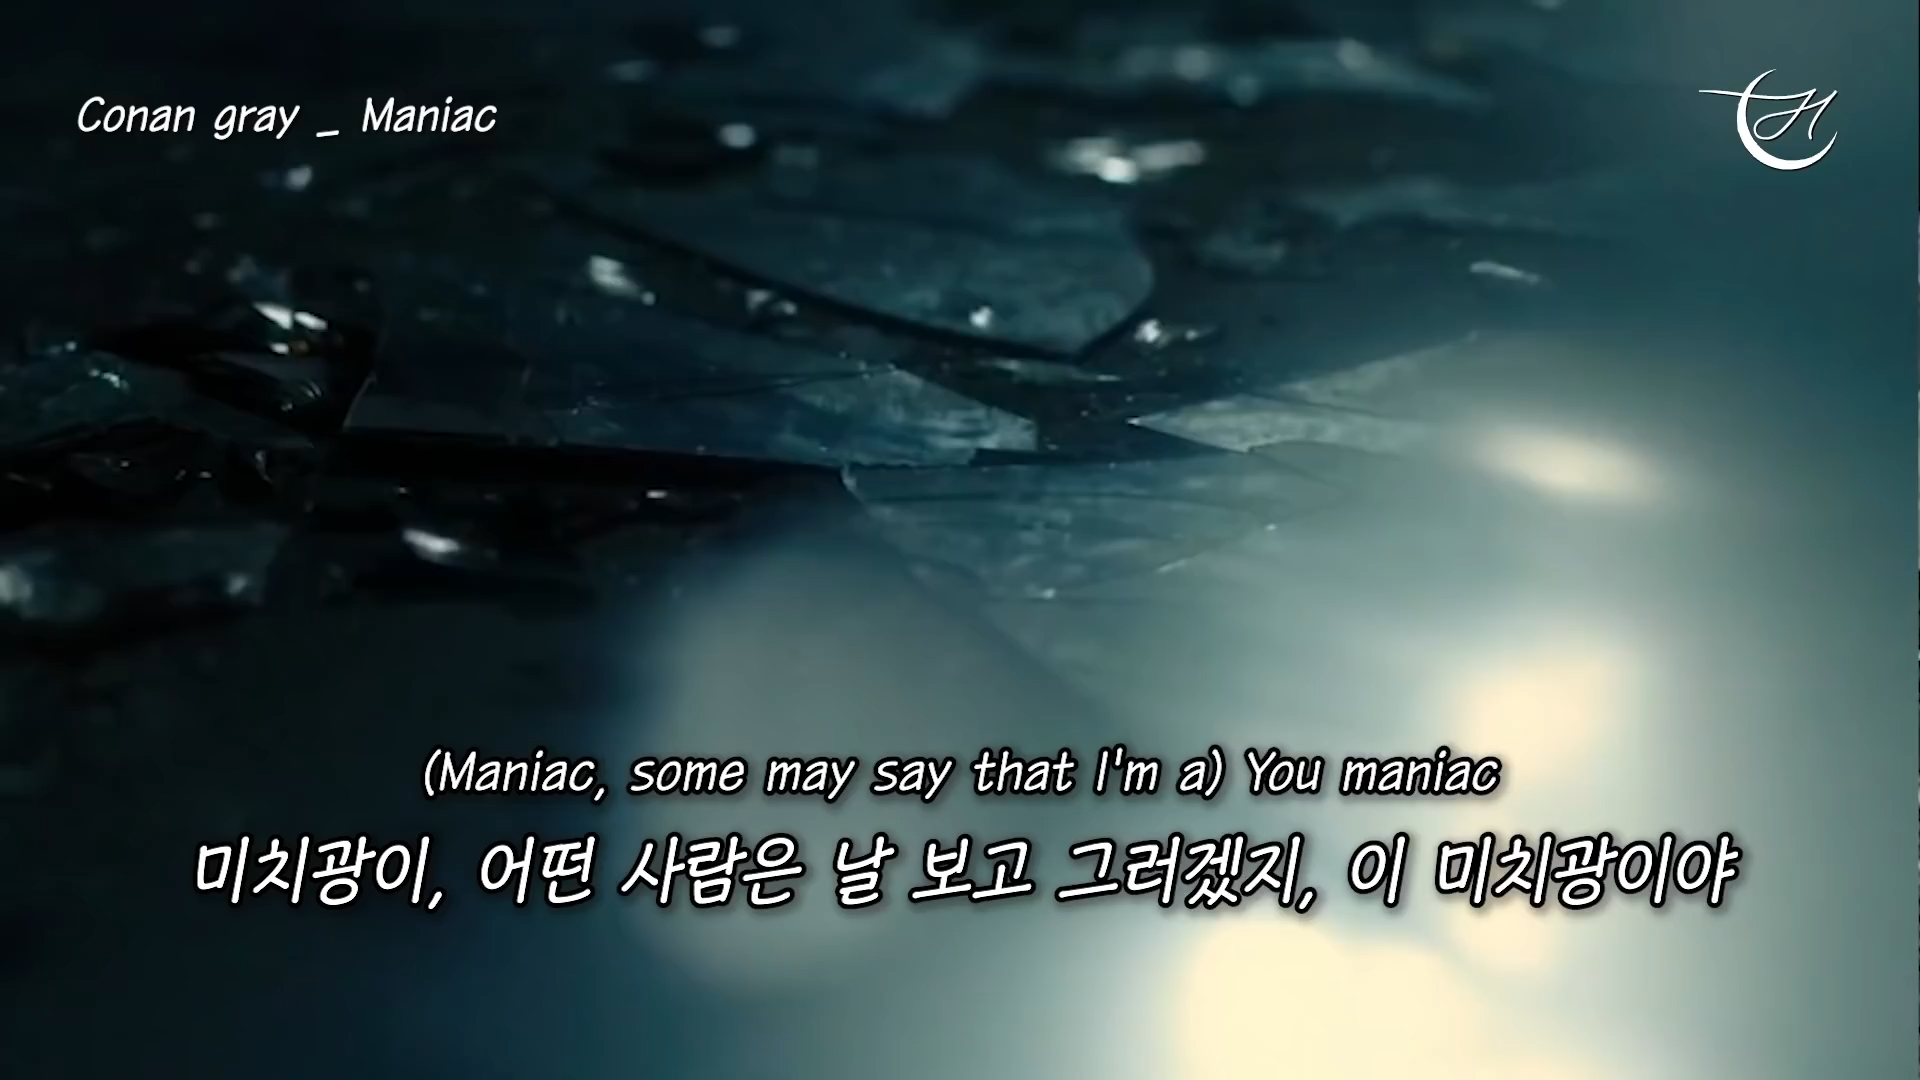 Conan gray _ Maniac
(Maniac, some may say that I'm a) You maniac
미치광이, 어떤 사람은 날 보고 그러겠지, 이 미치광이야